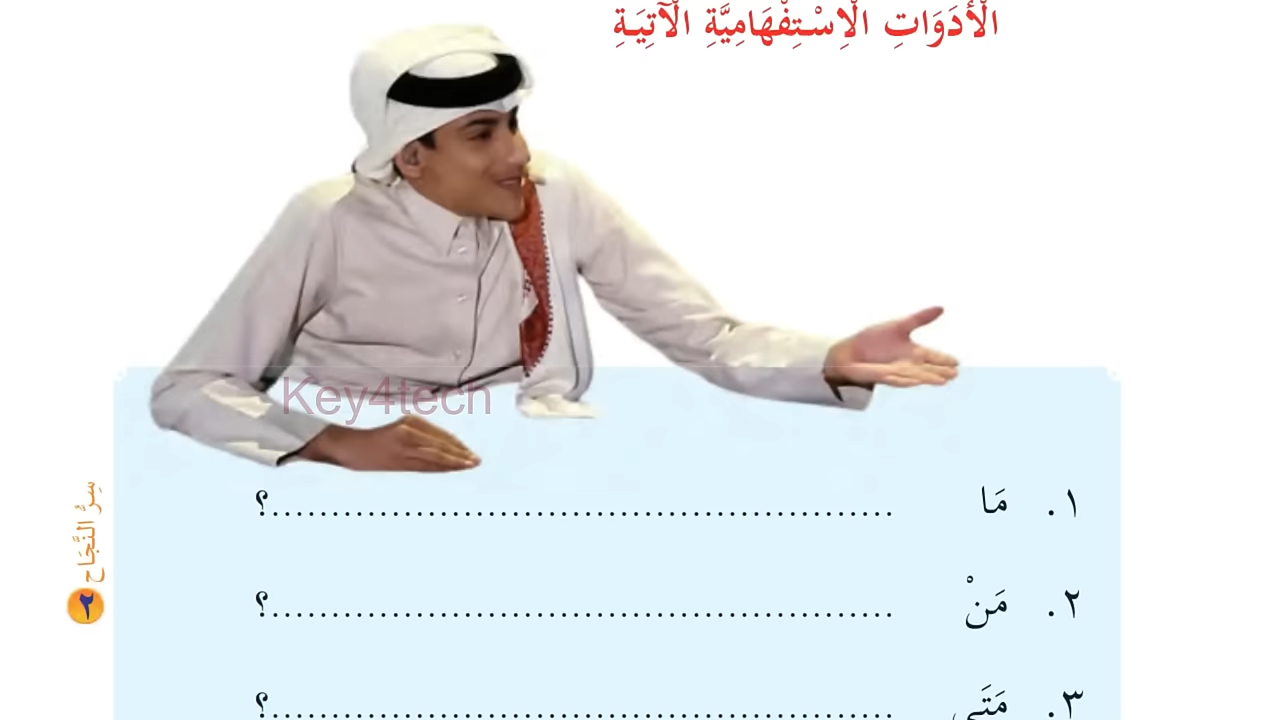 الْأَدَوَاتِ الْاِسْتِفْهَامِيَّةِ الْآتِيَةِ
Key4tech
١. مَا ....................................................؟
٢. مَنْ ....................................................؟
٣. مَتَى ....................................................؟
سِرُّ النَّجَاح ٢